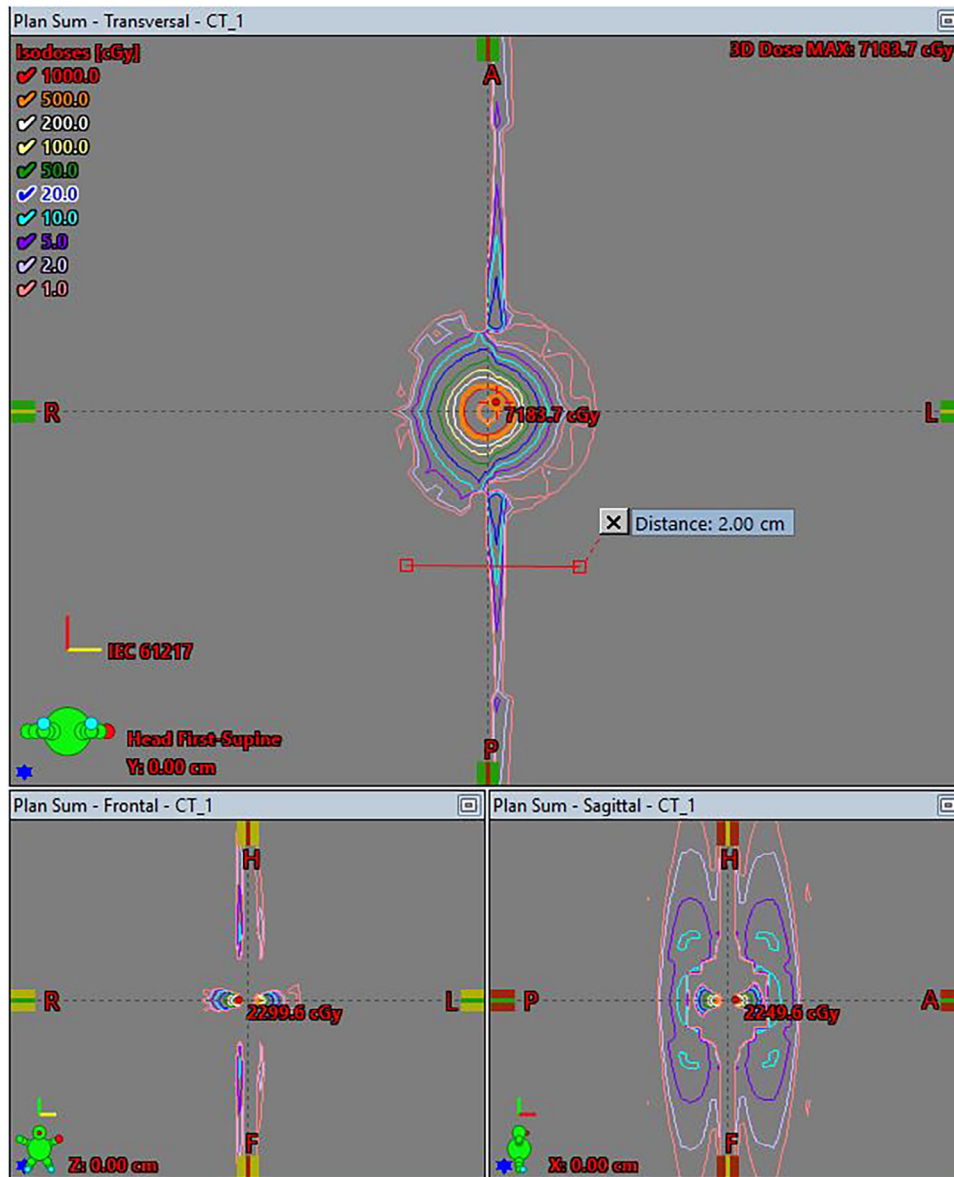 Plan Sum - Transversal - CT_1
Isodoses [cGy]
3D Dose MAX: 7183.7 cGy
1000.0
500.0
200.0
100.0
50.0
20.0
10.0
5.0
2.0
1.0
A
R
7183.7 cGy
L
Distance: 2.00 cm
IEC 61217
Head First-Supine
Y: 0.00 cm
P
Plan Sum - Frontal - CT_1
H
R
2299.6 cGy
L
F
Z: 0.00 cm
Plan Sum - Sagittal - CT_1
H
P
2249.6 cGy
A
F
X: 0.00 cm